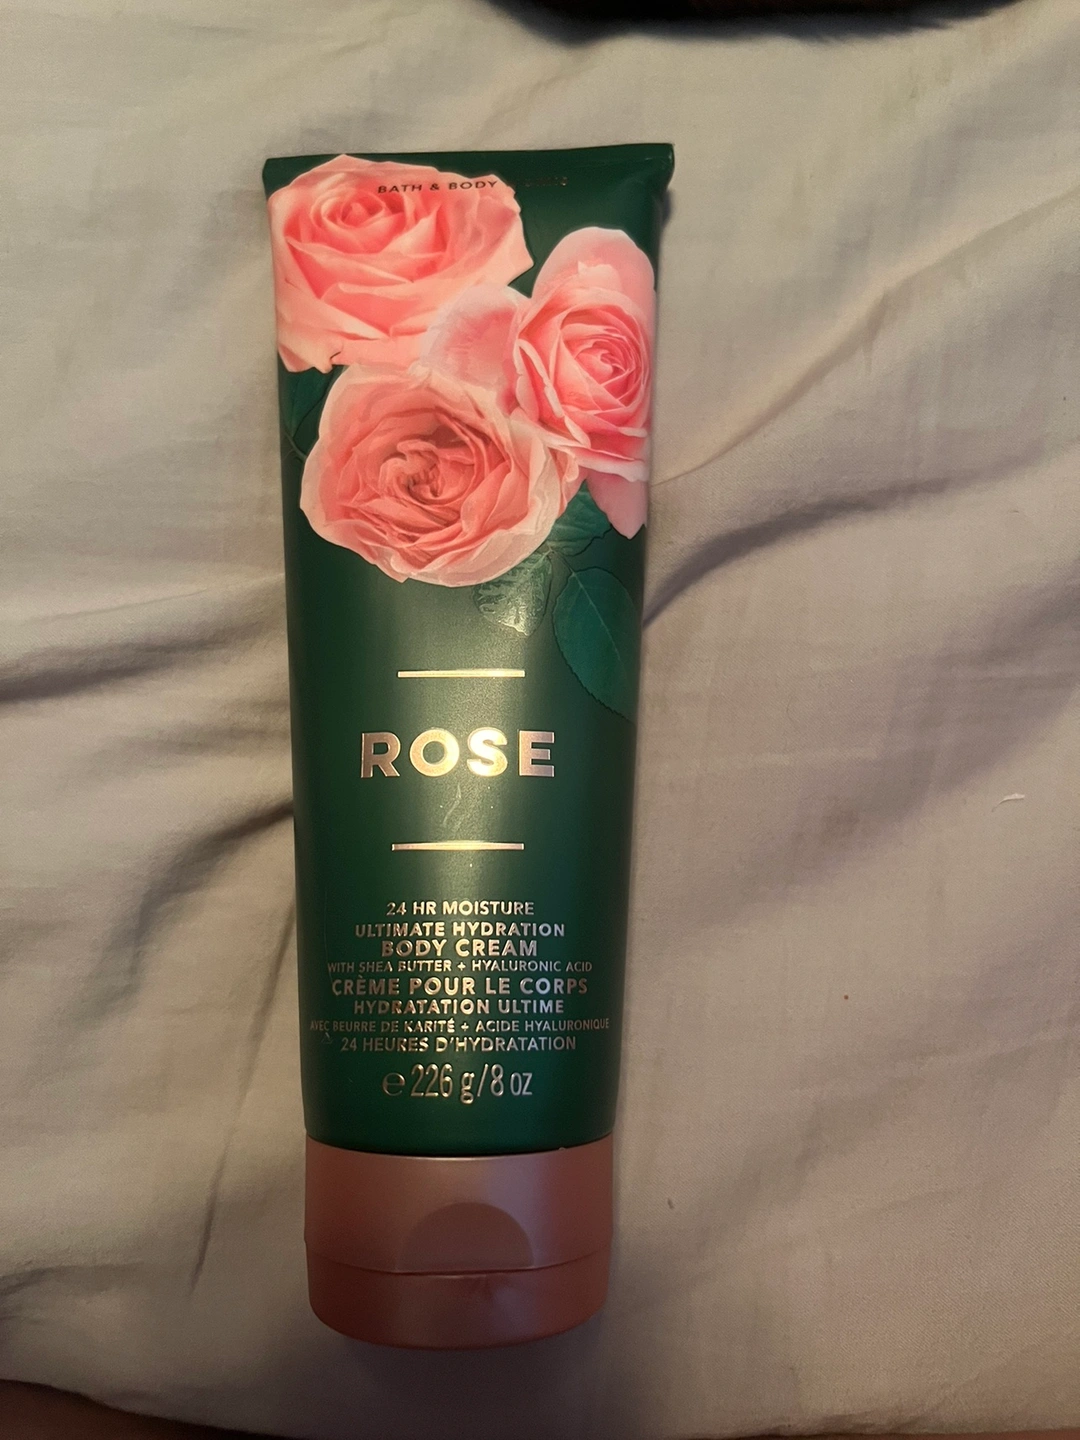 BATH & BODY
ROSE
24 HR MOISTURE
ULTIMATE HYDRATION
BODY CREAM
WITH SHEA BUTTER + HYALURONIC ACID
CRÈME POUR LE CORPS
HYDRATATION ULTIME
AVEC BEURRE DE KARITÉ + ACIDE HYALURONIQUE
24 HEURES D'HYDRATATION
℮ 226 g/8 oz